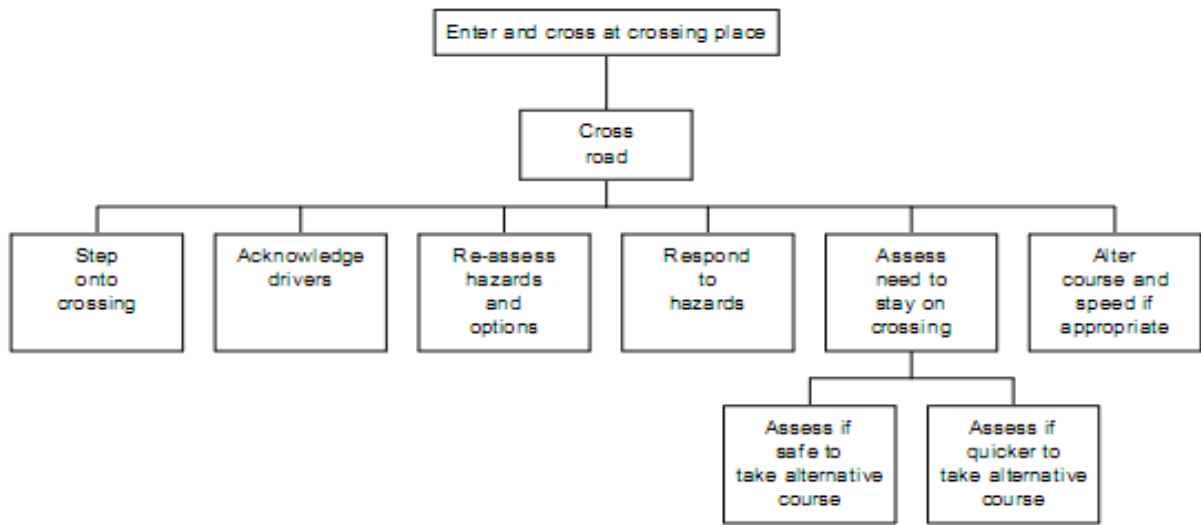 Enter and cross at crossing place
Cross
road
Step
onto
crossing
Acknowledge
drivers
Re-assess
hazards
and
options
Respond
to
hazards
Assess
need to
stay on
crossing
Alter
course and
speed if
appropriate
Assess if
safe to
take alternative
course
Assess if
quicker to
take alternative
course